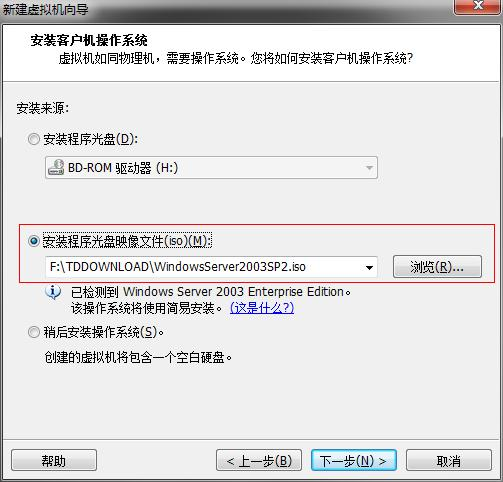 新建虚拟机向导
安装客户机操作系统
虚拟机如同物理机，需要操作系统。您将如何安装客户机操作系统?
安装来源:
安装程序光盘(D):
BD-ROM 驱动器 (H:)
安装程序光盘映像文件(iso)(M):
F:\TDDOWNLOAD\WindowsServer2003SP2.iso
浏览(R)...
已检测到 Windows Server 2003 Enterprise Edition。
该操作系统将使用简易安装。 (这是什么?)
稍后安装操作系统(S)。
创建的虚拟机将包含一个空白硬盘。
帮助
< 上一步(B)
下一步(N) >
取消